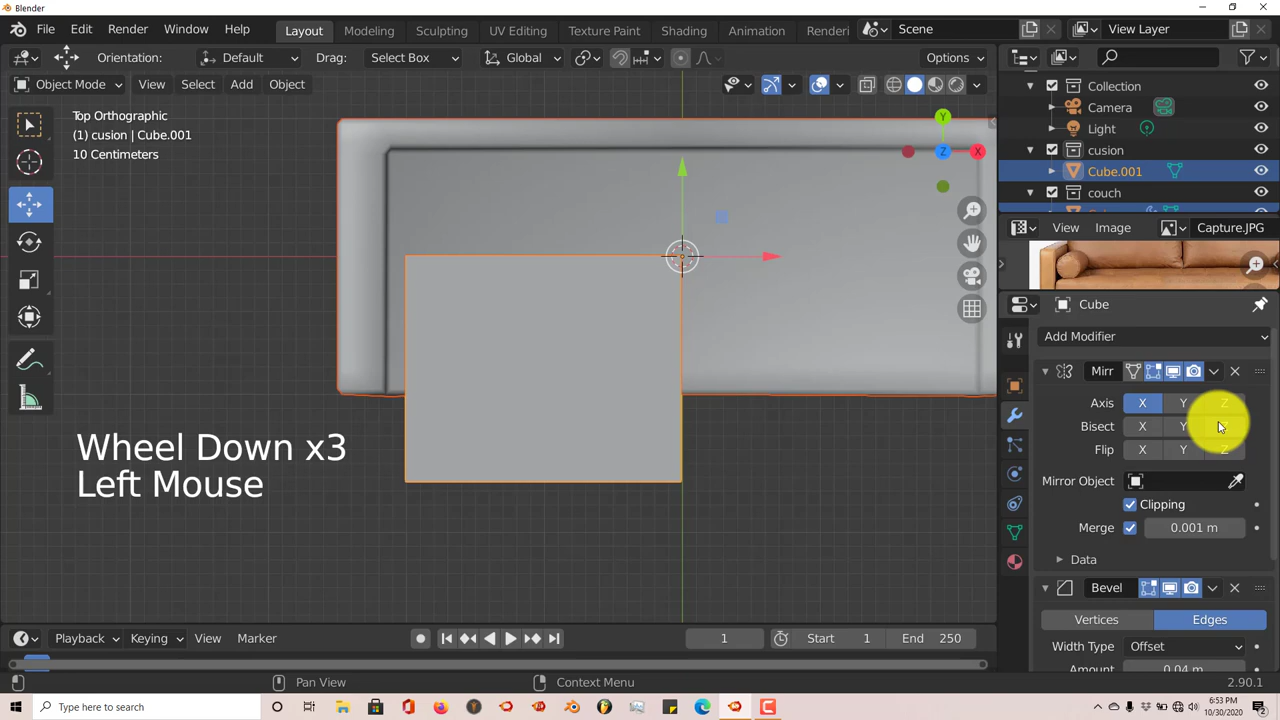 Blender
File Edit Render Window Help Layout Modeling Sculpting UV Editing Texture Paint Shading Animation Renderi Scene View Layer
Orientation: Default Drag: Select Box Global Options
Object Mode View Select Add Object
Top Orthographic
(1) cusion | Cube.001
10 Centimeters
Y
Z
X
Collection
Camera
Light
cusion
Cube.001
couch
View Image Capture.JPG
Cube
Add Modifier
Mirr
Axis X Y Z
Bisect X Y
Flip X Y Z
Mirror Object
Clipping
Merge 0.001 m
Data
Bevel
Vertices Edges
Width Type Offset
Amount 0.04 m
Wheel Down x3
Left Mouse
Playback Keying View Marker 1 Start 1 End 250
Pan View Context Menu 2.90.1
Type here to search
6:53 PM
10/30/2020
2